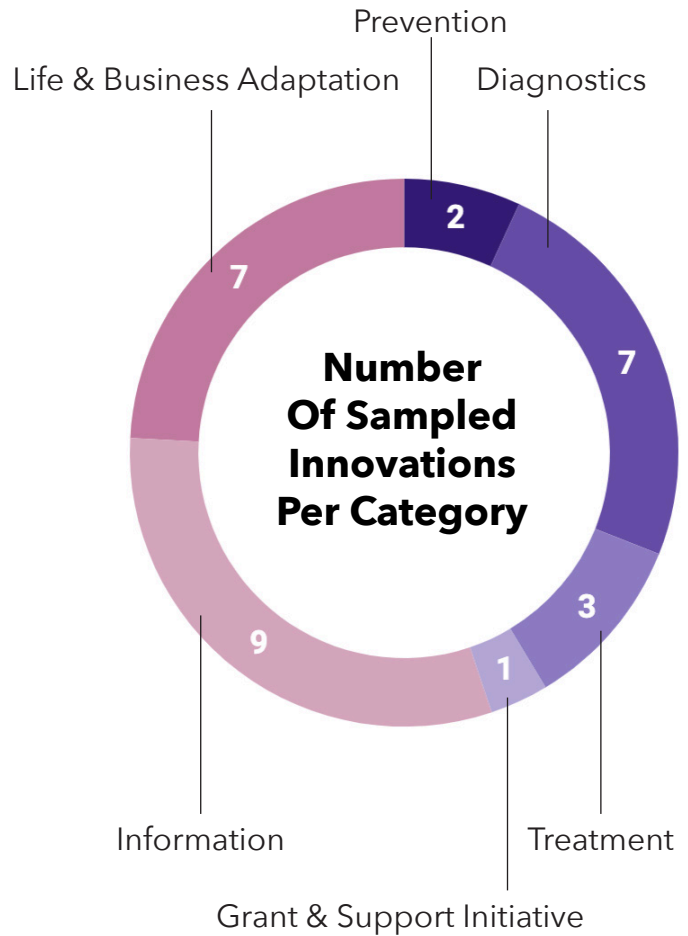 Prevention
Life & Business Adaptation
Diagnostics
2
7
7
Number
Of Sampled
Innovations
Per Category
3
1
9
Information
Treatment
Grant & Support Initiative